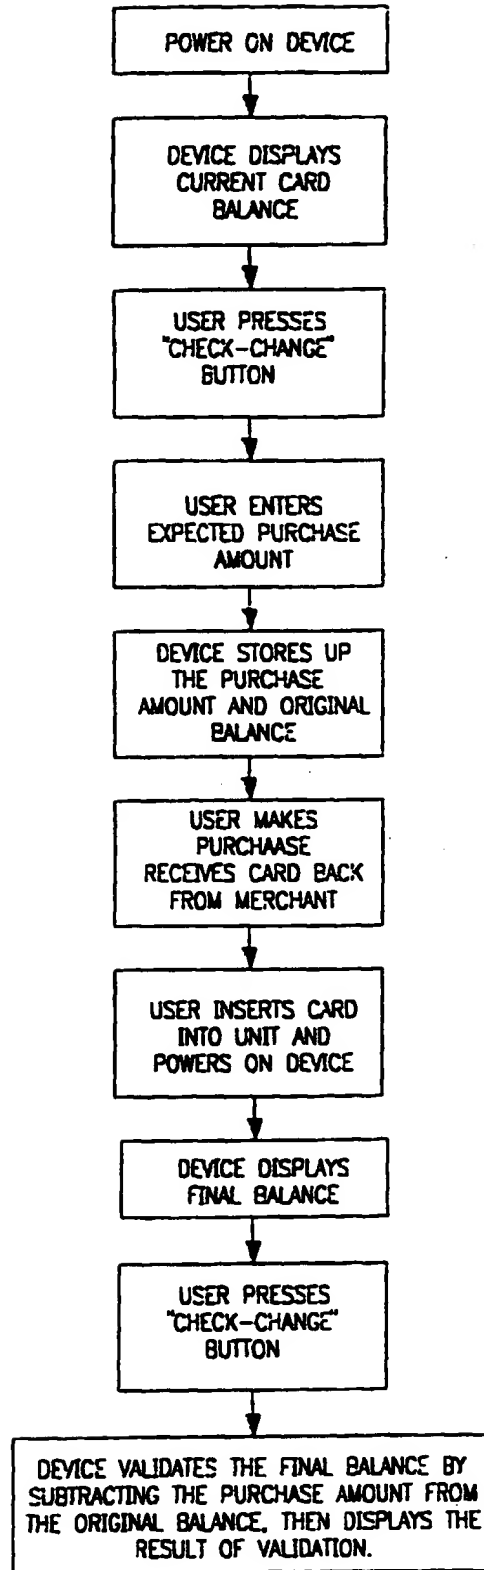 POWER ON DEVICE
DEVICE DISPLAYS
CURRENT CARD
BALANCE
USER PRESSES
"CHECK-CHANGE"
BUTTON
USER ENTERS
EXPECTED PURCHASE
AMOUNT
DEVICE STORES UP
THE PURCHASE
AMOUNT AND ORIGINAL
BALANCE
USER MAKES
PURCHAASE
RECEIVES CARD BACK
FROM MERCHANT
USER INSERTS CARD
INTO UNIT AND
POWERS ON DEVICE
DEVICE DISPLAYS
FINAL BALANCE
USER PRESSES
"CHECK-CHANGE"
BUTTON
DEVICE VALIDATES THE FINAL BALANCE BY
SUBTRACTING THE PURCHASE AMOUNT FROM
THE ORIGINAL BALANCE, THEN DISPLAYS THE
RESULT OF VALIDATION.